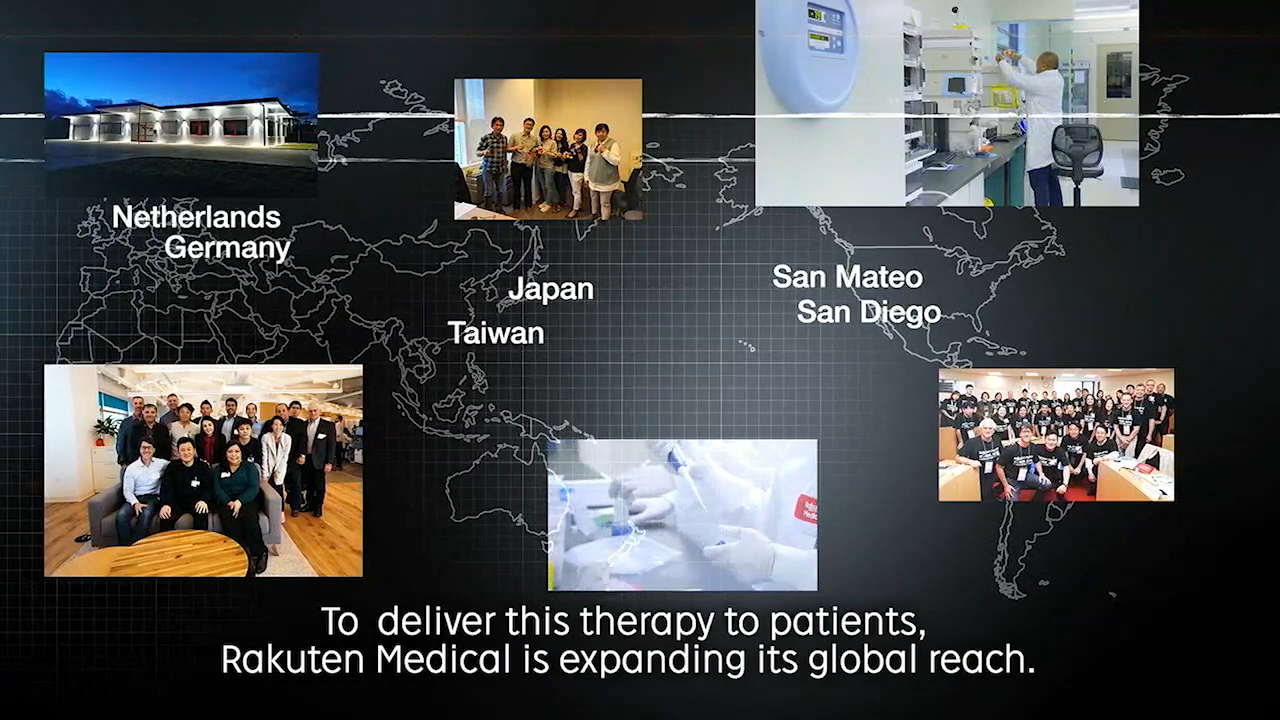 Netherlands
Germany
Japan
Taiwan
San Mateo
San Diego
To deliver this therapy to patients,
Rakuten Medical is expanding its global reach.